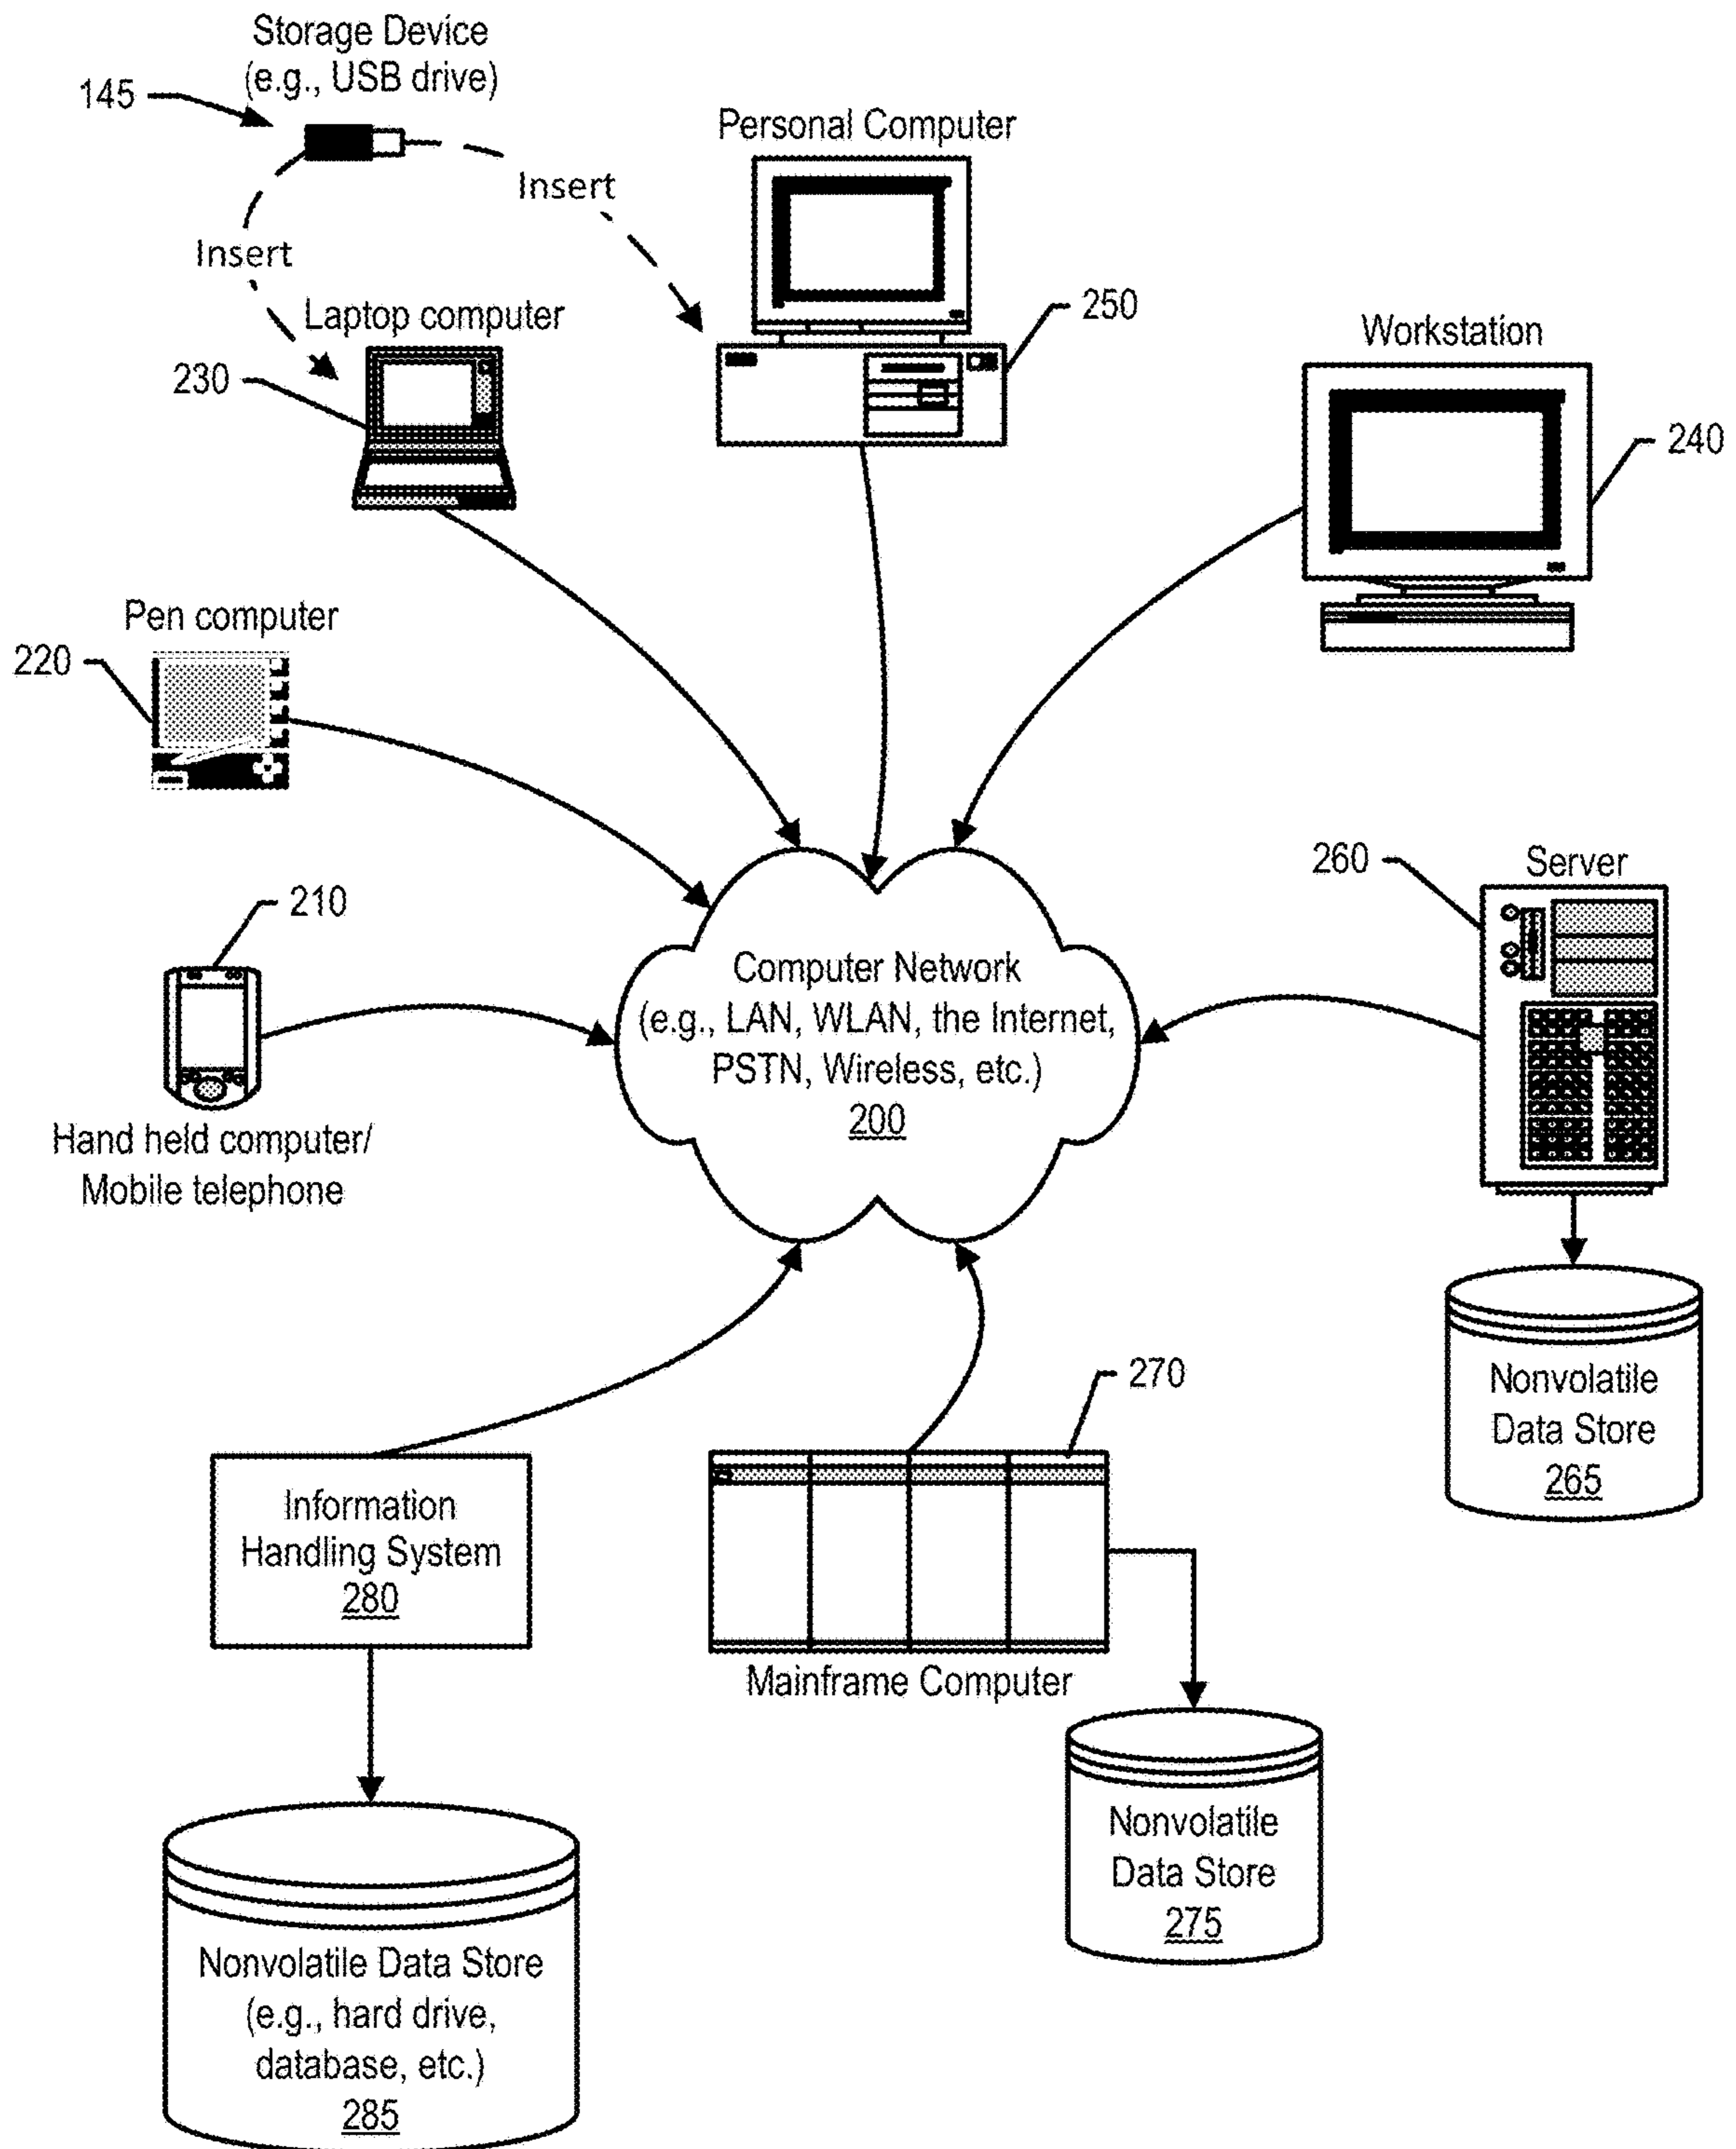 Storage Device
(e.g., USB drive)
145
Insert
Insert
Personal Computer
250
Laptop computer
230
Workstation
240
Pen computer
220
210
Hand held computer/
Mobile telephone
Computer Network
(e.g., LAN, WLAN, the Internet,
PSTN, Wireless, etc.)
200
260
Server
Nonvolatile
Data Store
265
270
Mainframe Computer
Information
Handling System
280
Nonvolatile
Data Store
275
Nonvolatile Data Store
(e.g., hard drive,
database, etc.)
285